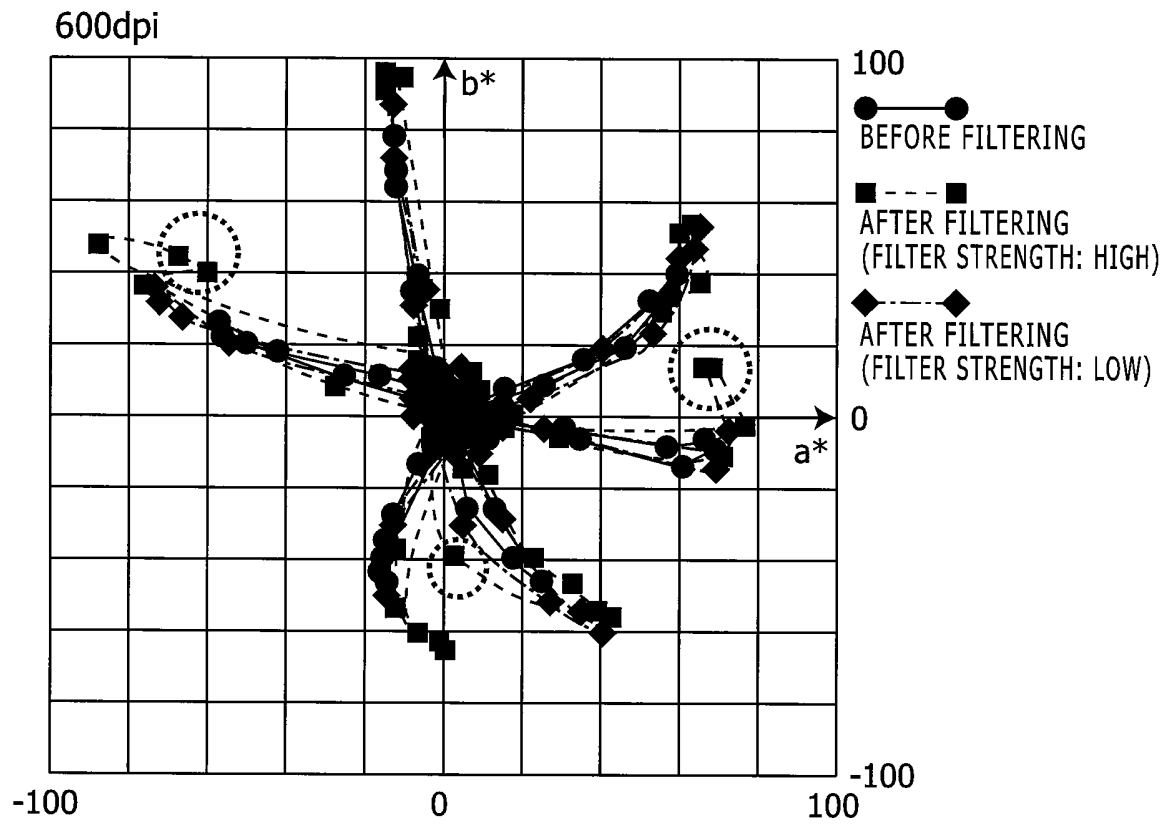 600dpi
b*
100
BEFORE FILTERING
AFTER FILTERING
(FILTER STRENGTH: HIGH)
AFTER FILTERING
(FILTER STRENGTH: LOW)
0
a*
-100
-100
0
100